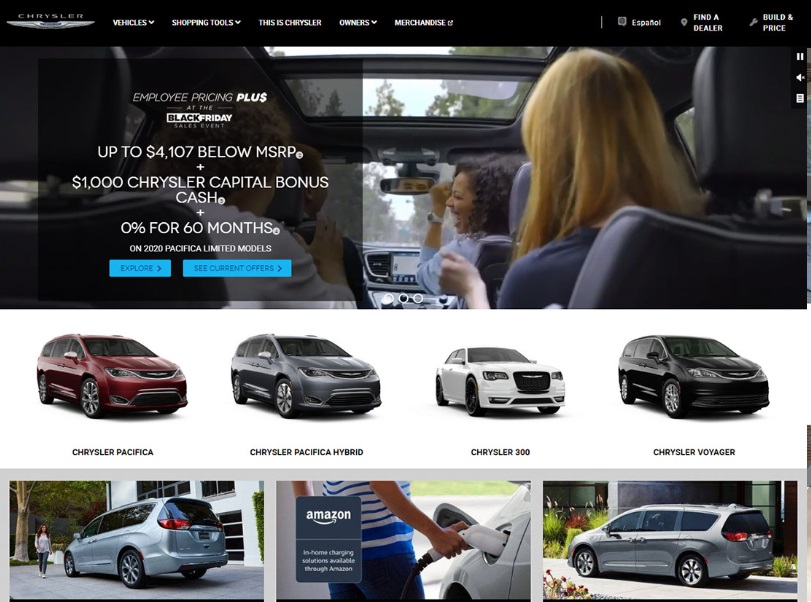 CHRYSLER
VEHICLES
SHOPPING TOOLS
THIS IS CHRYSLER
OWNERS
MERCHANDISE
Español
FIND A
DEALER
BUILD &
PRICE
EMPLOYEE PRICING PLU$
AT THE
BLACKFRIDAY
SALES EVENT
UP TO $4,107 BELOW MSRP
+
$1,000 CHRYSLER CAPITAL BONUS
CASH
+
0% FOR 60 MONTHS
ON 2020 PACIFICA LIMITED MODELS
EXPLORE
SEE CURRENT OFFERS
CHRYSLER PACIFICA
CHRYSLER PACIFICA HYBRID
CHRYSLER 300
CHRYSLER VOYAGER
amazon
In-home charging
solutions available
through Amazon